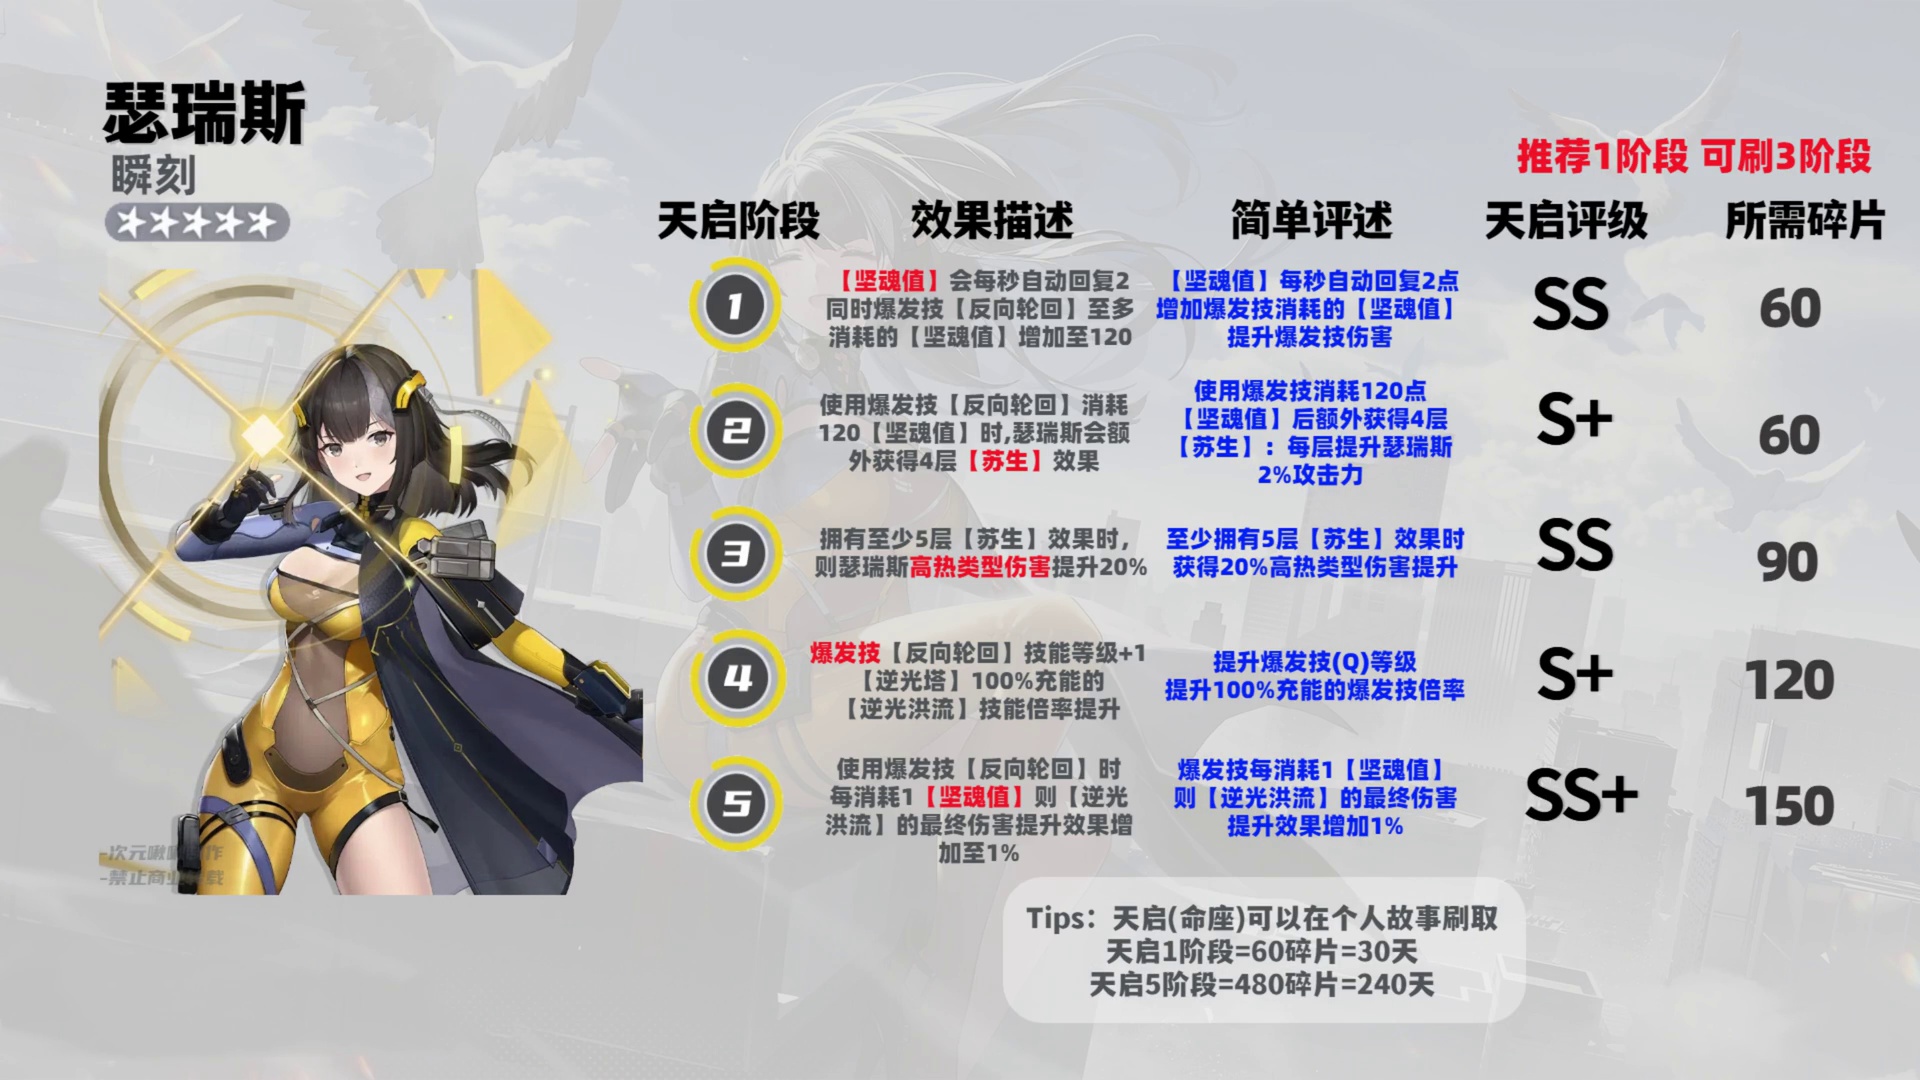 瑟瑞斯
瞬刻
推荐1阶段 可刷3阶段
天启阶段 效果描述 简单评述 天启评级 所需碎片
1
【坚魂值】会每秒自动回复2
同时爆发技【反向轮回】至多
消耗的【坚魂值】增加至120
【坚魂值】每秒自动回复2点
增加爆发技消耗的【坚魂值】
提升爆发技伤害
SS
60
2
使用爆发技【反向轮回】消耗
120【坚魂值】时,瑟瑞斯会额
外获得4层【苏生】效果
使用爆发技消耗120点
【坚魂值】后额外获得4层
【苏生】：每层提升瑟瑞斯
2%攻击力
S+
60
3
拥有至少5层【苏生】效果时，
则瑟瑞斯高热类型伤害提升20%
至少拥有5层【苏生】效果时
获得20%高热类型伤害提升
SS
90
4
爆发技【反向轮回】技能等级+1
【逆光塔】100%充能的
【逆光洪流】技能倍率提升
提升爆发技(Q)等级
提升100%充能的爆发技倍率
S+
120
5
使用爆发技【反向轮回】时
每消耗1【坚魂值】则【逆光
洪流】的最终伤害提升效果增
加至1%
爆发技每消耗1【坚魂值】
则【逆光洪流】的最终伤害
提升效果增加1%
SS+
150
-次元啾
作
-禁止商业
载
Tips：天启(命座)可以在个人故事刷取
天启1阶段=60碎片=30天
天启5阶段=480碎片=240天